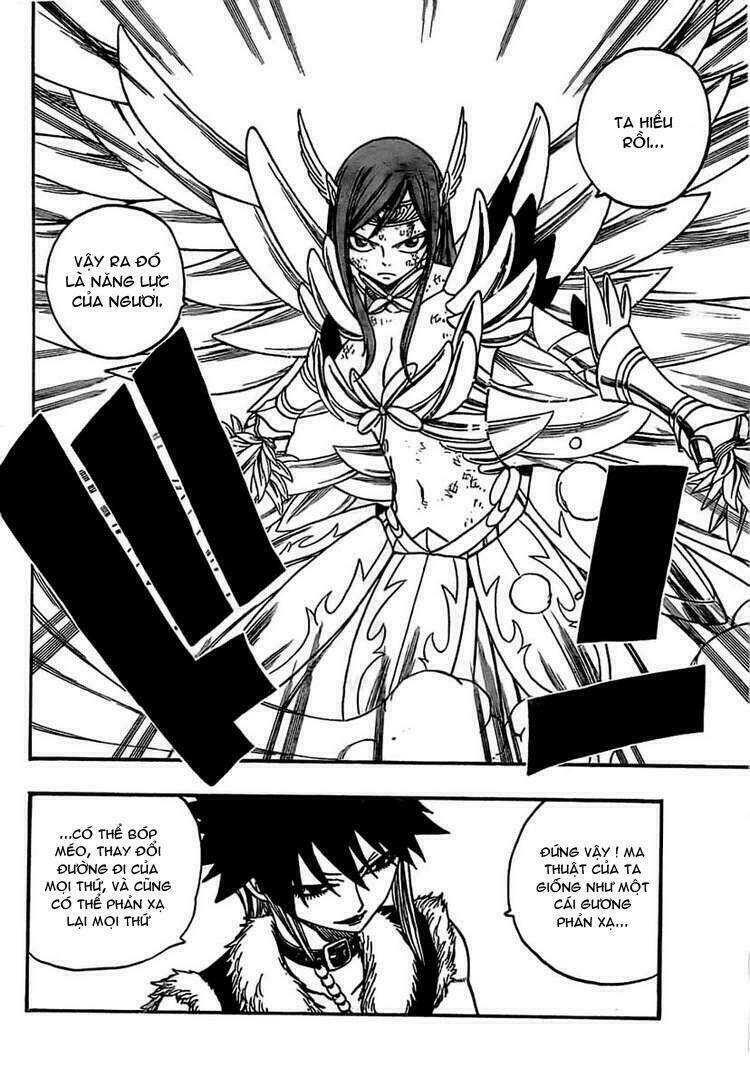 TA HIỂU
RỒI...
VẬY RA ĐÓ
LÀ NĂNG LỰC
CỦA NGƯƠI.
ĐÚNG VẬY ! MA
THUẬT CỦA TA
GIỐNG NHƯ MỘT
CÁI GƯƠNG
PHẢN XẠ...
...CÓ THỂ BÓP
MÉO, THAY ĐỔI
ĐƯỜNG ĐI CỦA
MỌI THỨ, VÀ CŨNG
CÓ THỂ PHẢN XẠ
LẠI MỌI THỨ